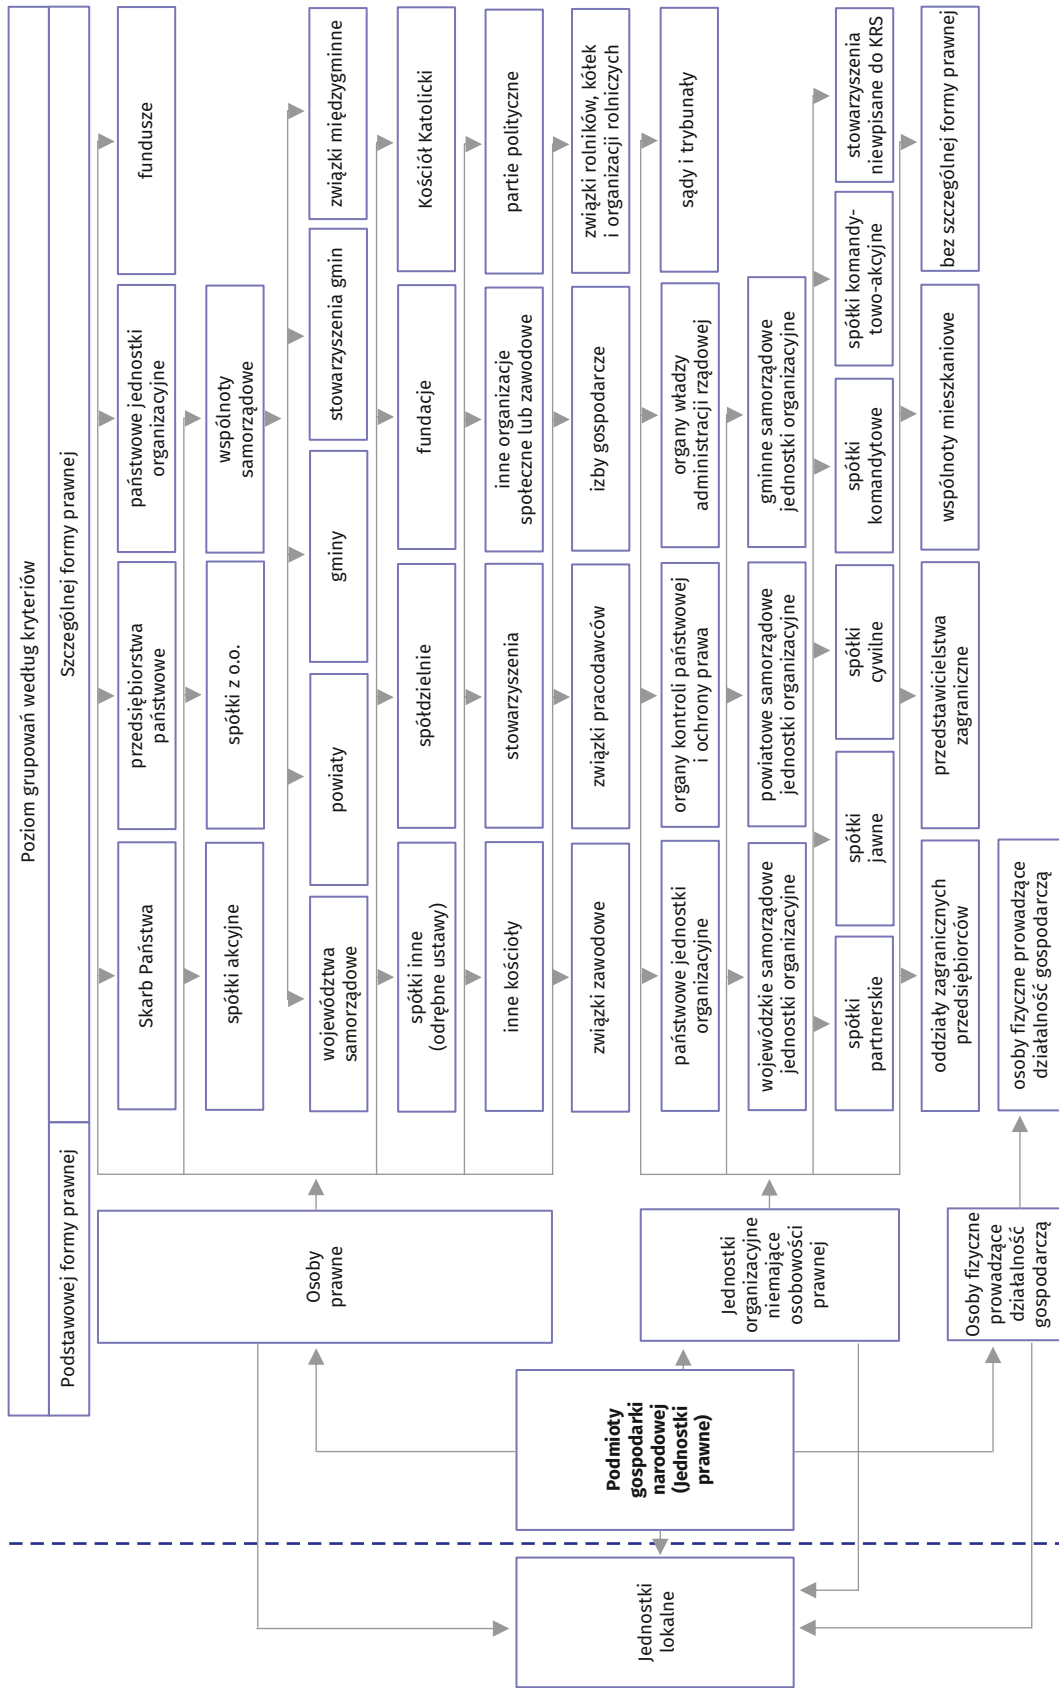 Poziom grupowań według kryteriów
Podstawowej formy prawnej
Szczególnej formy prawnej
Skarb Państwa
przedsiębiorstwa
państwowe
państwowe jednostki
organizacyjne
fundusze
spółki akcyjne
spółki z o.o.
wspólnoty
samorządowe
województwa
samorządowe
powiaty
gminy
stowarzyszenia gmin
związki międzygminne
spółki inne
(odrębne ustawy)
spółdzielnie
fundacje
Kościół Katolicki
inne kościoły
stowarzyszenia
inne organizacje
społeczne lub zawodowe
partie polityczne
związki zawodowe
związki pracodawców
izby gospodarcze
związki rolników, kółek
i organizacji rolniczych
państwowe jednostki
organizacyjne
organy kontroli państwowej
i ochrony prawa
organy władzy
administracji rządowej
sądy i trybunały
wojewódzkie samorządowe
jednostki organizacyjne
powiatowe samorządowe
jednostki organizacyjne
gminne samorządowe
jednostki organizacyjne
spółki
partnerskie
spółki
jawne
spółki
cywilne
spółki
komandytowe
spółki komandy-
towo-akcyjne
stowarzyszenia
niewpisane do KRS
oddziały zagranicznych
przedsiębiorców
przedstawicielstwa
zagraniczne
wspólnoty mieszkaniowe
bez szczególnej formy prawnej
osoby fizyczne prowadzące
działalność gospodarczą
Osoby
prawne
Jednostki
organizacyjne
niemające
osobowości
prawnej
Osoby fizyczne
prowadzące
działalność
gospodarczą
Podmioty
gospodarki
narodowej
(Jednostki
prawne)
Jednostki
lokalne